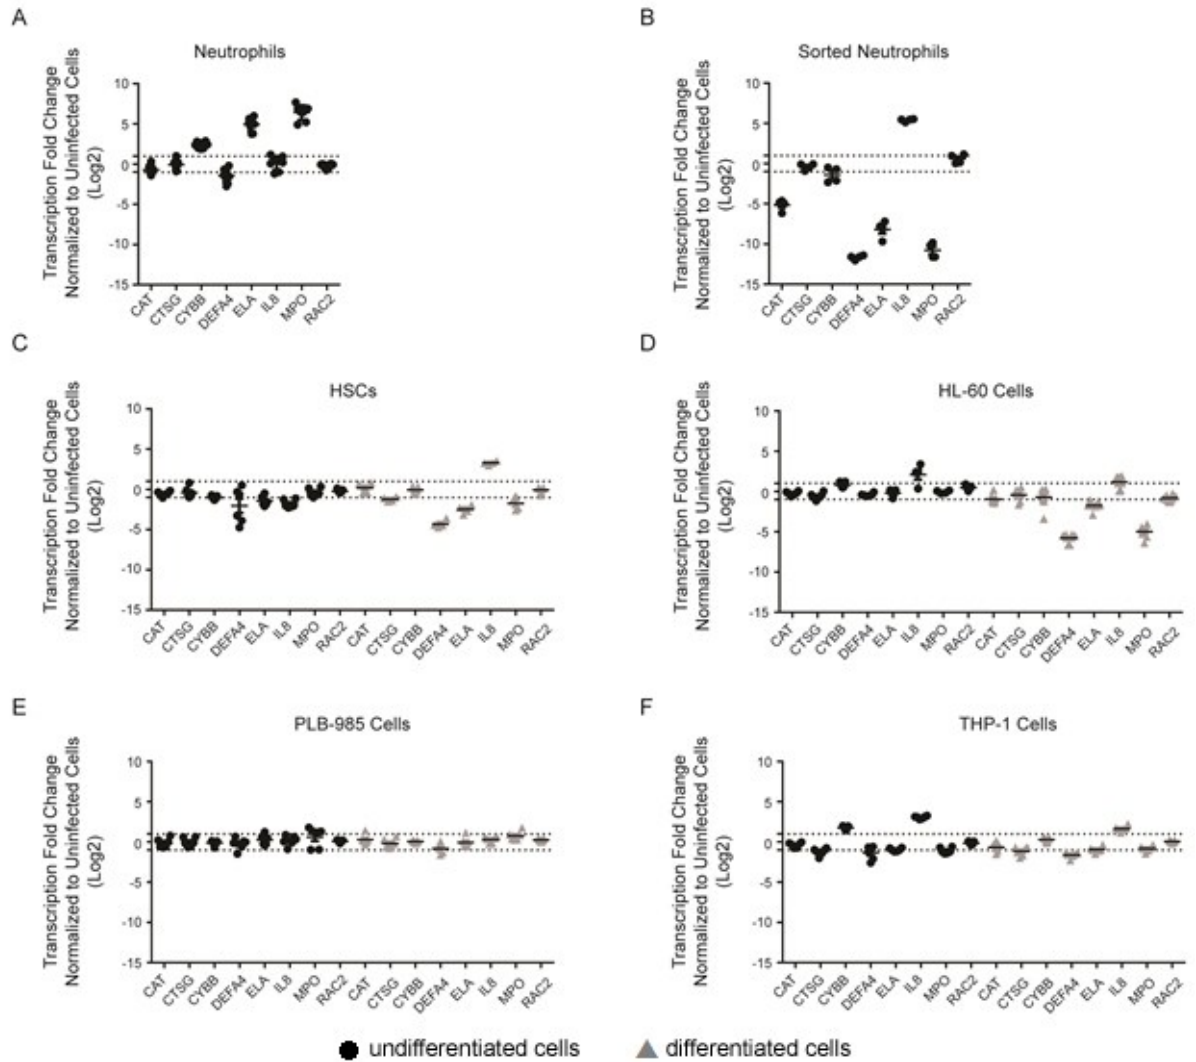 A
Neutrophils
Transcription Fold Change
Normalized to Uninfected Cells
(Log2)
10
5
0
-5
-10
-15
CAT
CTSG
CYBB
DEFA4
ELA
IL8
MPO
RAC2
B
Sorted Neutrophils
Transcription Fold Change
Normalized to Uninfected Cells
(Log2)
10
5
0
-5
-10
-15
CAT
CTSG
CYBB
DEFA4
ELA
IL8
MPO
RAC2
C
HSCs
Transcription Fold Change
Normalized to Uninfected Cells
(Log2)
10
5
0
-5
-10
-15
CAT
CTSG
CYBB
DEFA4
ELA
IL8
MPO
RAC2
CAT
CTSG
CYBB
DEFA4
ELA
IL8
MPO
RAC2
D
HL-60 Cells
Transcription Fold Change
Normalized to Uninfected Cells
(Log2)
10
5
0
-5
-10
-15
CAT
CTSG
CYBB
DEFA4
ELA
IL8
MPO
RAC2
CAT
CTSG
CYBB
DEFA4
ELA
IL8
MPO
RAC2
E
PLB-985 Cells
Transcription Fold Change
Normalized to Uninfected Cells
(Log2)
10
5
0
-5
-10
-15
CAT
CTSG
CYBB
DEFA4
ELA
IL8
MPO
RAC2
CAT
CTSG
CYBB
DEFA4
ELA
IL8
MPO
RAC2
F
THP-1 Cells
Transcription Fold Change
Normalized to Uninfected Cells
(Log2)
10
5
0
-5
-10
-15
CAT
CTSG
CYBB
DEFA4
ELA
IL8
MPO
RAC2
CAT
CTSG
CYBB
DEFA4
ELA
IL8
MPO
RAC2
undifferentiated cells
differentiated cells